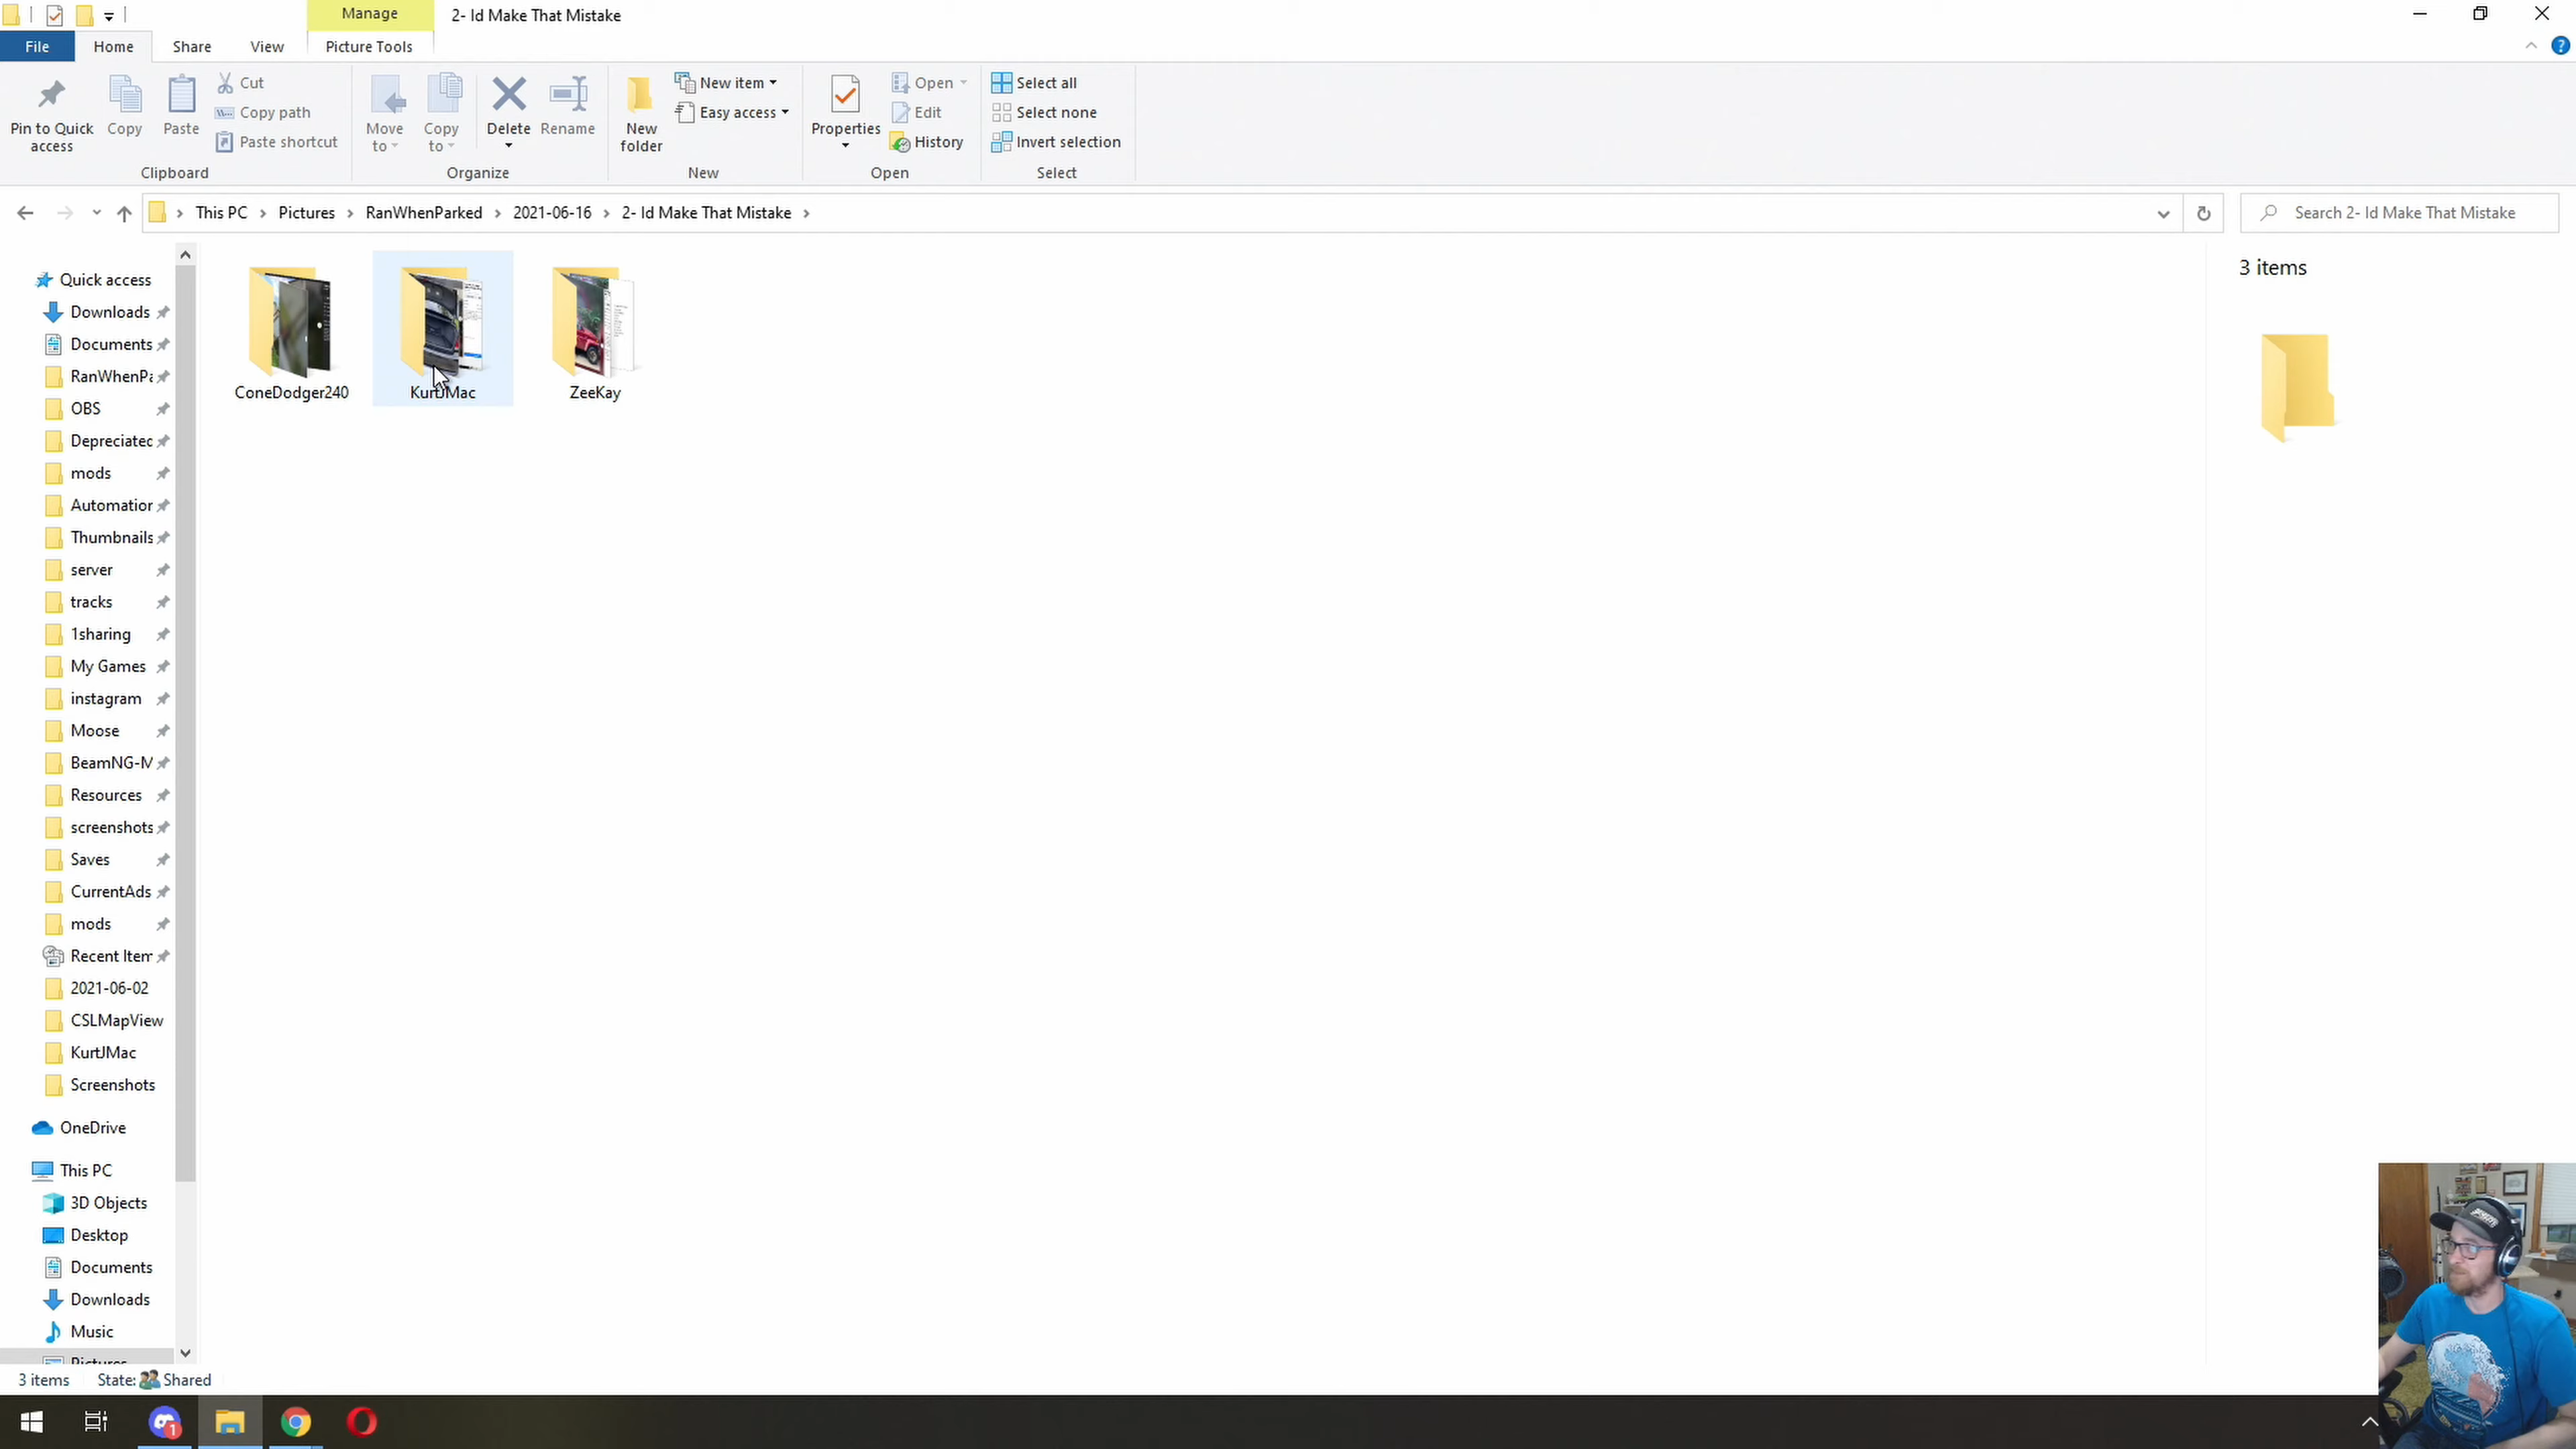 Manage
2- Id Make That Mistake
File
Home
Share
View
Picture Tools
Pin to Quick access
Copy
Paste
Cut
Copy path
Paste shortcut
Clipboard
Move to
Copy to
Delete
Rename
Organize
New folder
New item
Easy access
New
Properties
Open
Edit
History
Open
Select all
Select none
Invert selection
Select
This PC
Pictures
RanWhenParked
2021-06-16
2- Id Make That Mistake
Search 2- Id Make That Mistake
Quick access
Downloads
Documents
RanWhenPa
OBS
Depreciated
mods
Automation
Thumbnails
server
tracks
1sharing
My Games
instagram
Moose
BeamNG-M
Resources
screenshots
Saves
CurrentAds
mods
Recent Item
2021-06-02
CSLMapView
KurtJMac
Screenshots
OneDrive
This PC
3D Objects
Desktop
Documents
Downloads
Music
Pictures
ConeDodger240
KurtJMac
ZeeKay
3 items
3 items
State:
Shared
1